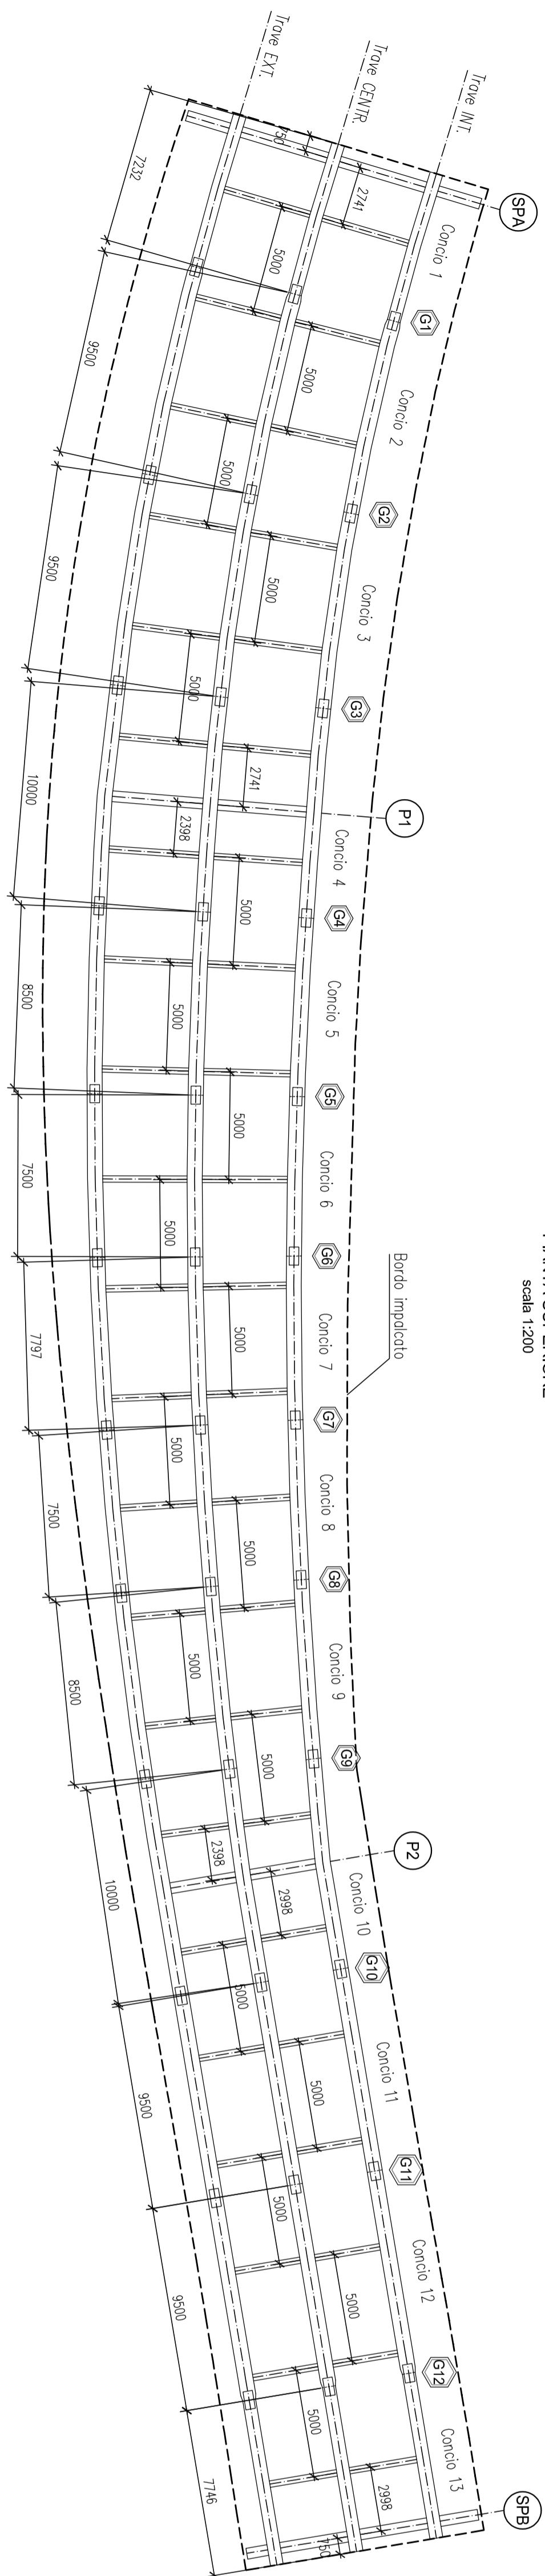 Trave EXT.
Trave CENTR.
Trave INT.
SPA
750
7232
2741
Concio 1
5000
G1
9500
5000
Concio 2
5000
G2
9500
5000
Concio 3
5000
G3
10000
2741
P1
2398
Concio 4
5000
G4
8500
5000
Concio 5
5000
G5
7500
5000
Concio 6
G6
Bordo impalcato
scala 1:200
5000
7797
Concio 7
5000
G7
7500
5000
Concio 8
G8
5000
8500
Concio 9
5000
G9
2398
P2
10000
2998
Concio 10
G10
5000
9500
5000
Concio 11
5000
G11
9500
5000
Concio 12
5000
G12
7746
2998
Concio 13
750
SPB